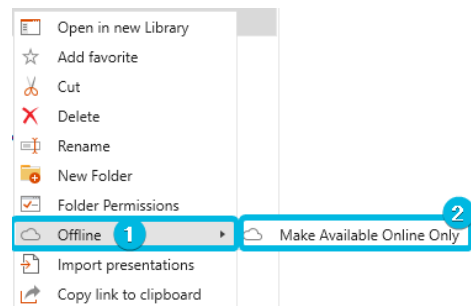 Open in new Library
Add favorite
Cut
Delete
Rename
New Folder
Folder Permissions
Offline 1
2
Make Available Online Only
Import presentations
Copy link to clipboard